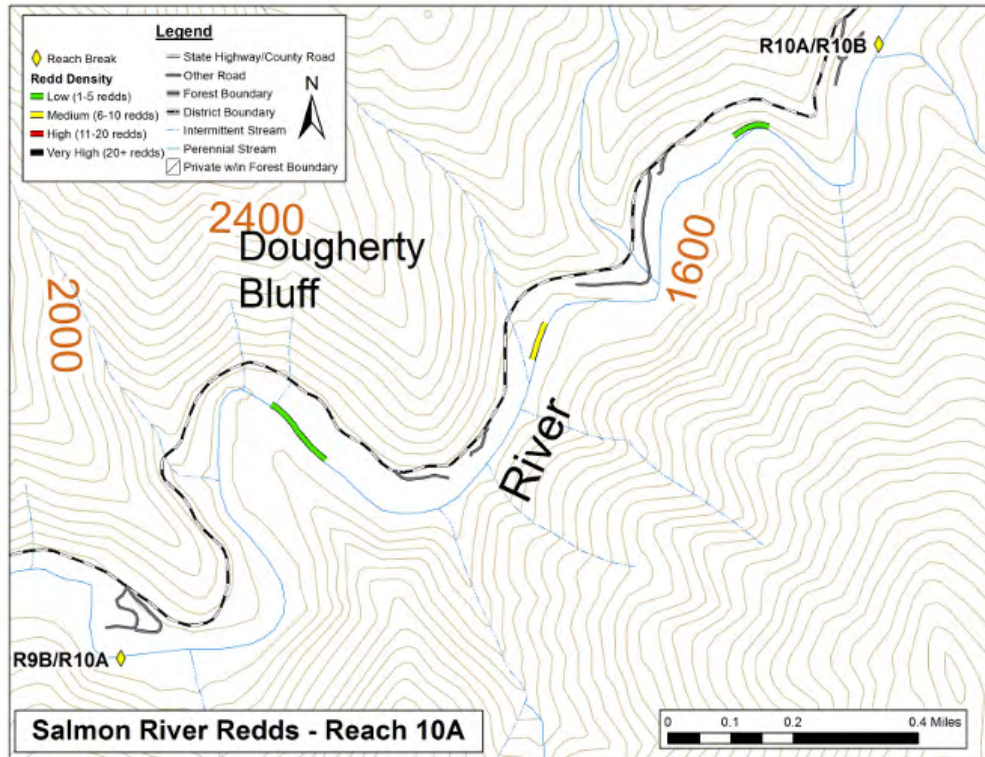 Legend
Reach Break
Redd Density
Low (1-5 redds)
Medium (6-10 redds)
High (11-20 redds)
Very High (20+ redds)
State Highway/County Road
Other Road
Forest Boundary
District Boundary
Intermittent Stream
Perennial Stream
Private w/in Forest Boundary
N
R10A/R10B
2400
Dougherty
Bluff
2000
1600
River
R9B/R10A
Salmon River Redds - Reach 10A
0 0.1 0.2 0.4 Miles